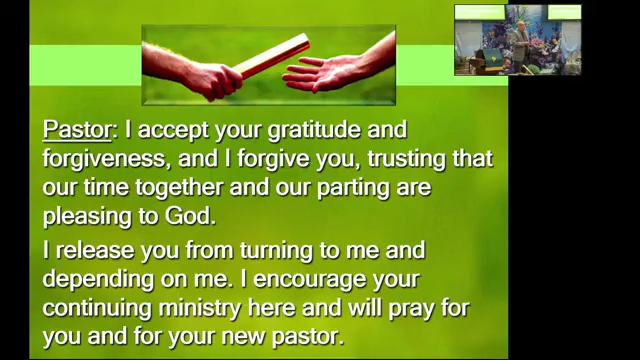 Pastor: I accept your gratitude and
forgiveness, and I forgive you, trusting that
our time together and our parting are
pleasing to God.
I release you from turning to me and
depending on me. I encourage your
continuing ministry here and will pray for
you and for your new pastor.